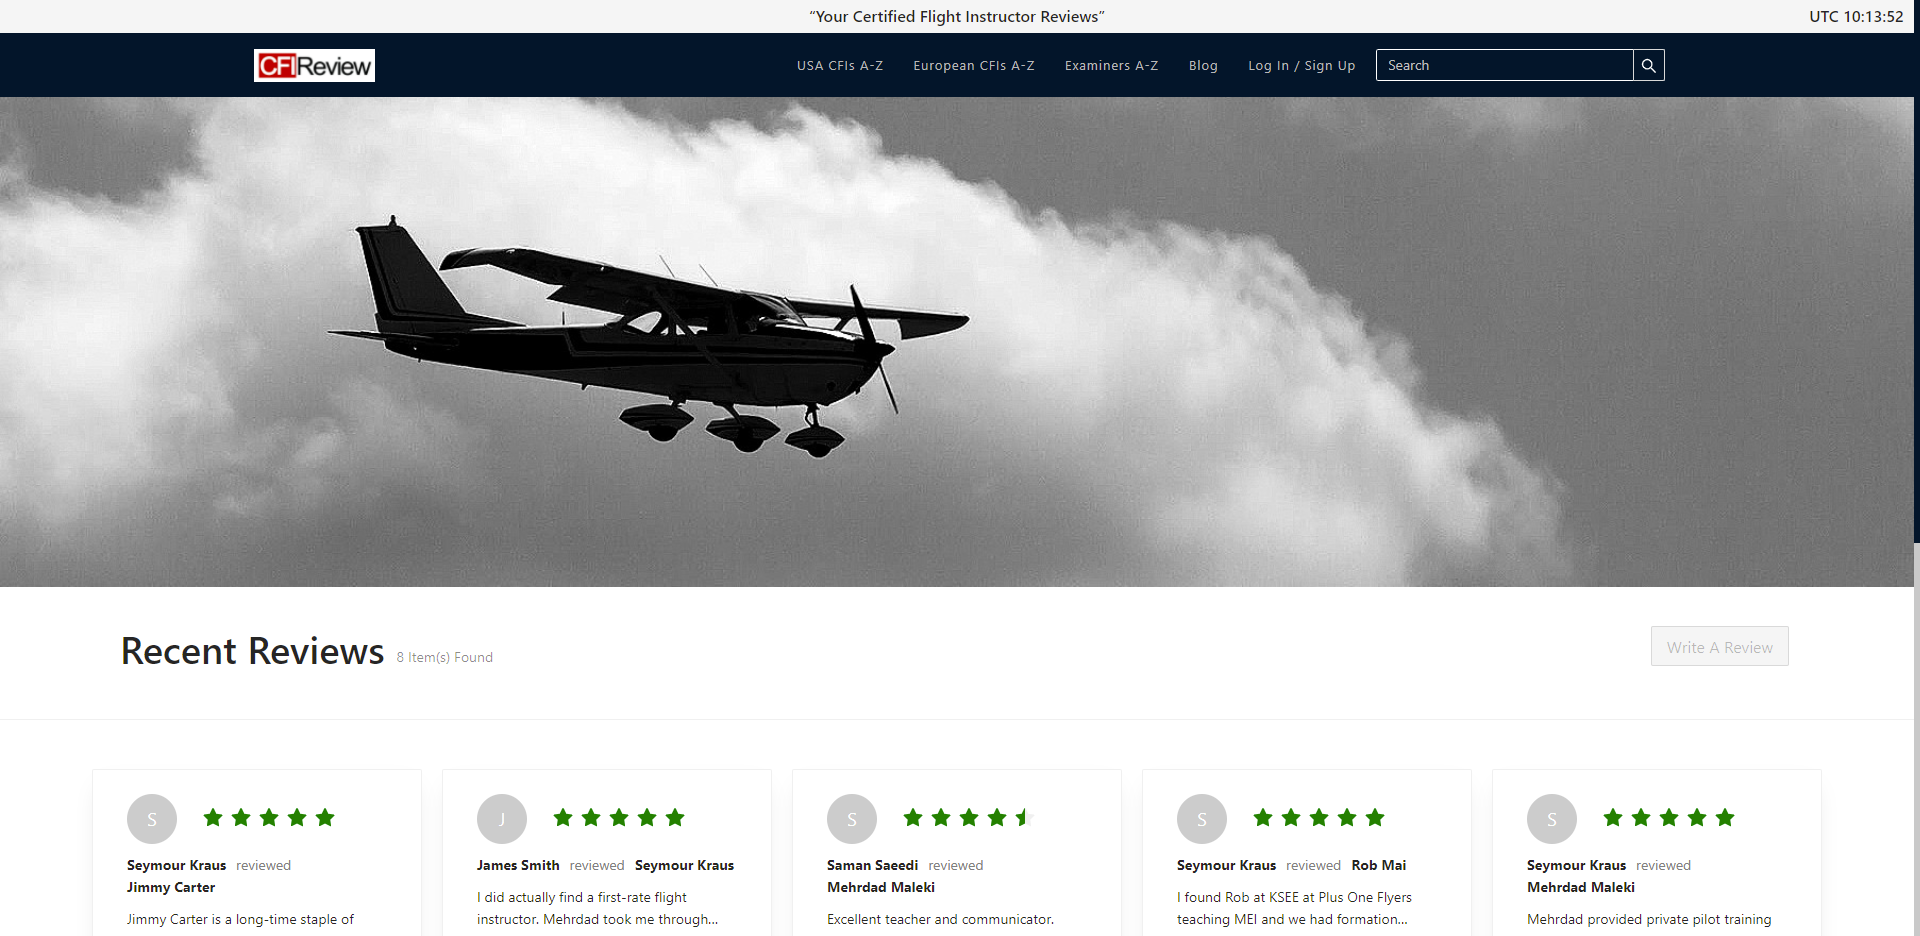 “Your Certified Flight Instructor Reviews”
UTC 10:13:52
CFIReview
USA CFIs A-Z
European CFIs A-Z
Examiners A-Z
Blog
Log In / Sign Up
Search
Recent Reviews 8 Item(s) Found
Write A Review
S
Seymour Kraus reviewed
Jimmy Carter
Jimmy Carter is a long-time staple of
J
James Smith reviewed Seymour Kraus
I did actually find a first-rate flight
instructor. Mehrdad took me through...
S
Saman Saeedi reviewed
Mehrdad Maleki
Excellent teacher and communicator.
S
Seymour Kraus reviewed Rob Mai
I found Rob at KSEE at Plus One Flyers
teaching MEI and we had formation...
S
Seymour Kraus reviewed
Mehrdad Maleki
Mehrdad provided private pilot training